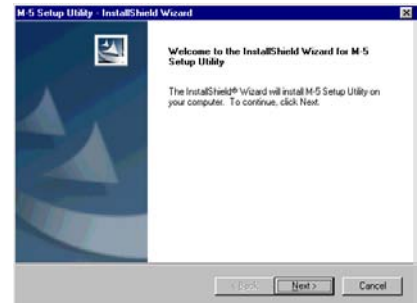 M-5 Setup Utility - InstallShield Wizard
Welcome to the InstallShield Wizard for M-5
Setup Utility
The InstallShield® Wizard will install M-5 Setup Utility on
your computer. To continue, click Next.
< Back
Next >
Cancel